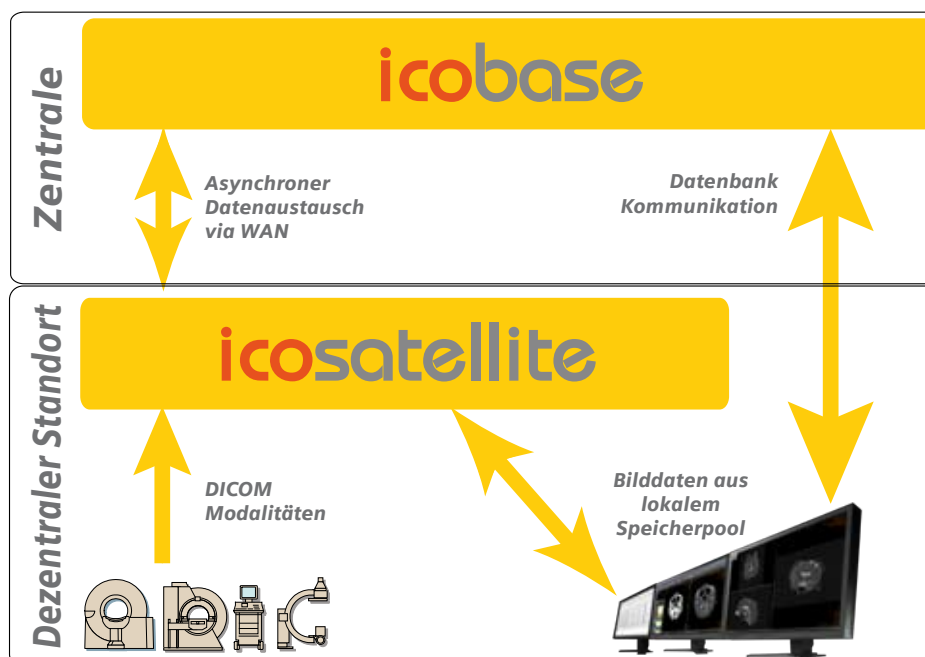 Zentrale
icobase
Asynchroner
Datenaustausch
via WAN
Datenbank
Kommunikation
Dezentraler Standort
icosatellite
DICOM
Modalitäten
Bilddaten aus
lokalem
Speicherpool